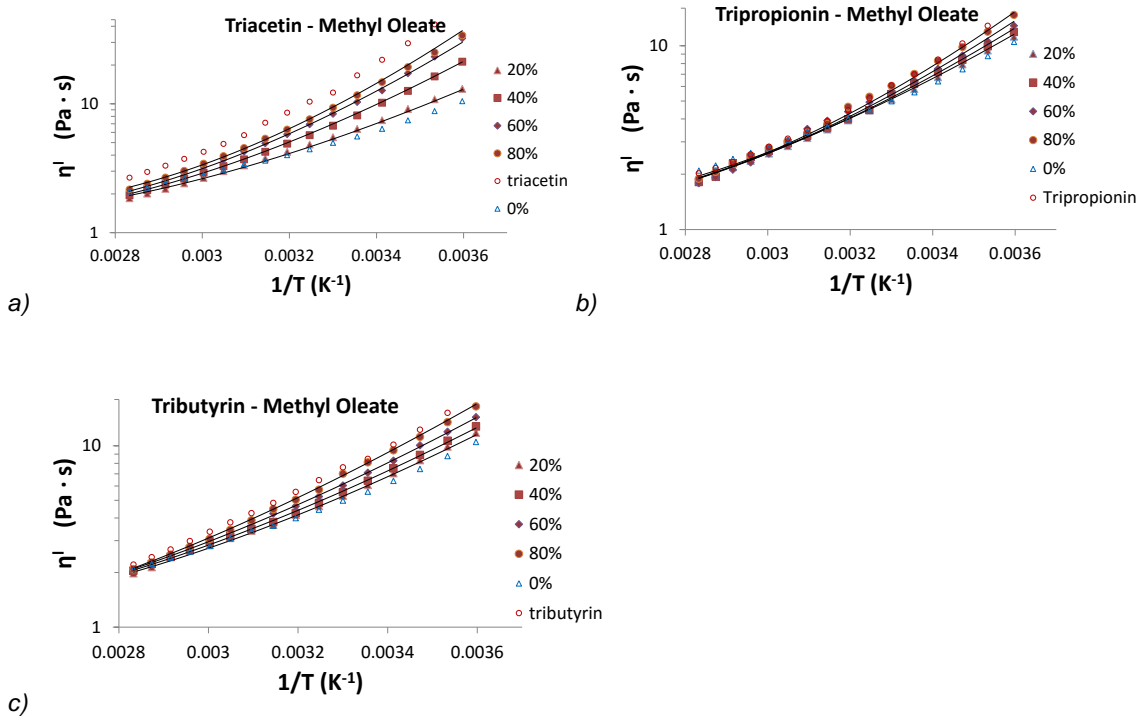 Triacetin - Methyl Oleate
ηˡ (Pa · s)
10
1
20%
40%
60%
80%
triacetin
0%
0.0028 0.003 0.0032 0.0034 0.0036
1/T (K⁻¹)
a)
Tripropionin - Methyl Oleate
ηˡ (Pa · s)
10
1
20%
40%
60%
80%
0%
Tripropionin
0.0028 0.003 0.0032 0.0034 0.0036
1/T (K⁻¹)
b)
Tributyrin - Methyl Oleate
ηˡ (Pa · s)
10
1
20%
40%
60%
80%
0%
tributyrin
0.0028 0.003 0.0032 0.0034 0.0036
1/T (K⁻¹)
c)